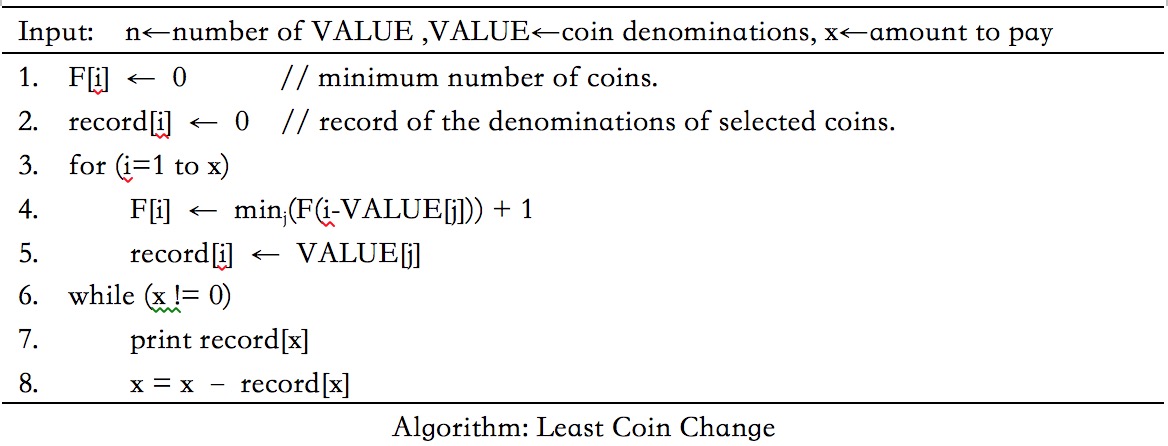 Input: n←number of VALUE ,VALUE←coin denominations, x←amount to pay
1. F[i] ← 0 // minimum number of coins.
2. record[i] ← 0 // record of the denominations of selected coins.
3. for (i=1 to x)
4. F[i] ← minj(F(i-VALUE[j])) + 1
5. record[i] ← VALUE[j]
6. while (x != 0)
7. print record[x]
8. x = x – record[x]
Algorithm: Least Coin Change